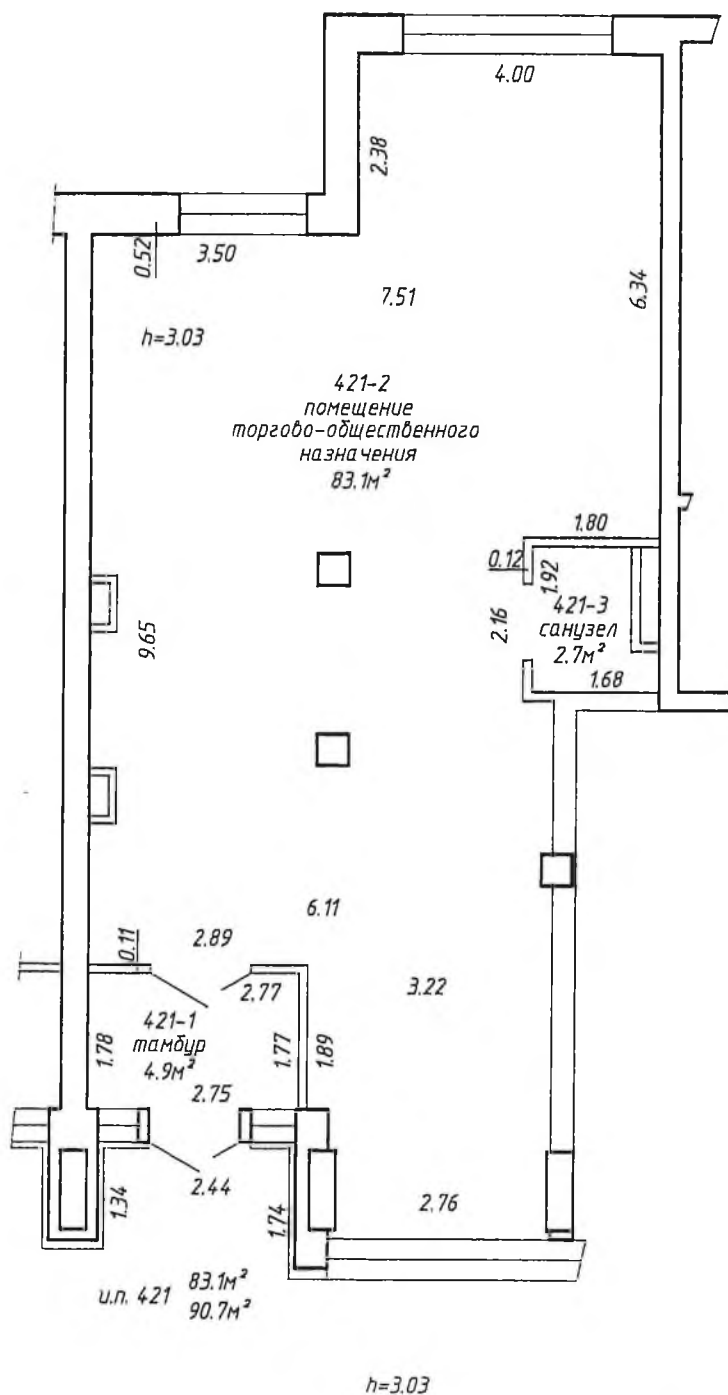 4.00
2.38
0.52
3.50
7.51
6.34
h=3.03
421-2
помещение
торгово-общественного
назначения
83.1м²
1.80
0.12
1.92
421-3
санузел
2.7м²
2.16
9.65
1.68
6.11
0.11
2.89
2.77
3.22
421-1
тамбур
4.9м²
1.78
1.77
1.89
2.75
1.34
2.44
1.74
2.76
и.п. 421
83.1м²
90.7м²
h=3.03